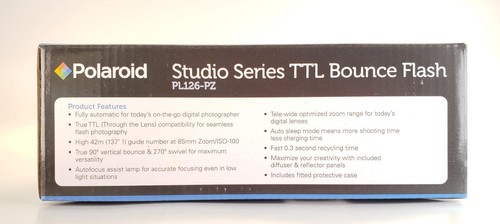 Polaroid
Studio Series TTL Bounce Flash
PL126-PZ
Product Features
• Fully automatic for today's on-the-go digital photographer
• True TTL (Through the Lens) compatibility for seamless
flash photography
• High 42m (137' !) guide number at 85mm Zoom/ISO-100
• True 90° vertical bounce & 270° swivel for maximum
versatility
• Autofocus assist lamp for accurate focusing even in low
light situations
• Tele-wide optimized zoom range for today's
digital lenses
• Auto sleep mode means more shooting time
less charging time
• Fast 0.3 second recycling time
• Maximize your creativity with included
diffuser & reflector panels
• Includes fitted protective case